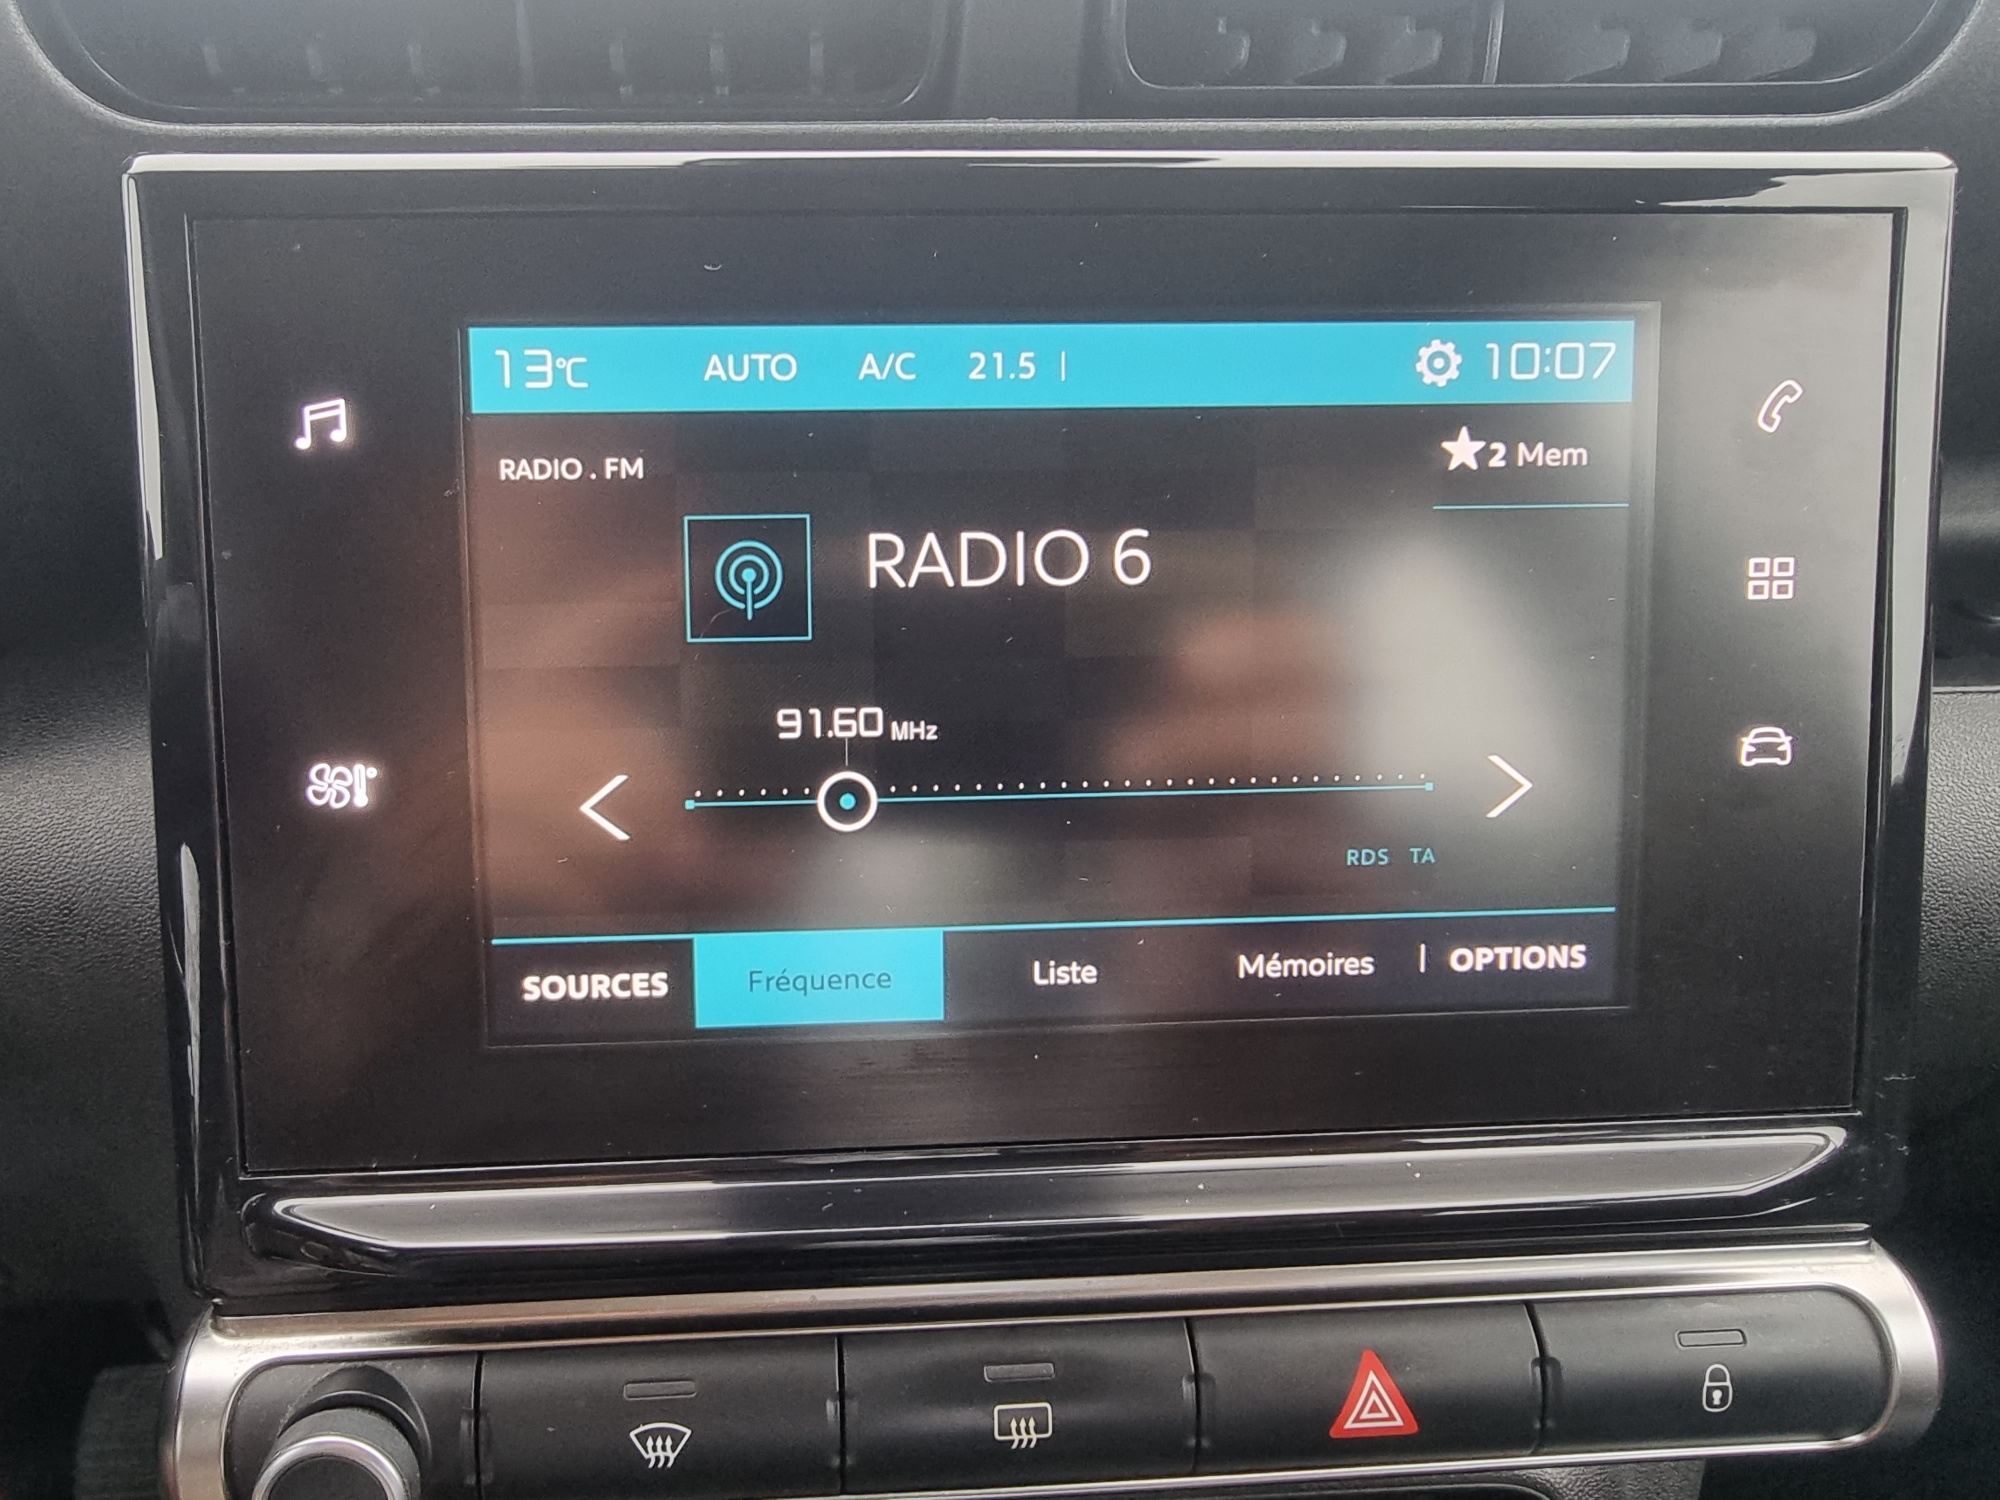 13°C AUTO A/C 21.5 | 10:07
RADIO . FM
2 Mem
RADIO 6
91.60 MHz
RDS TA
SOURCES Fréquence Liste Mémoires | OPTIONS